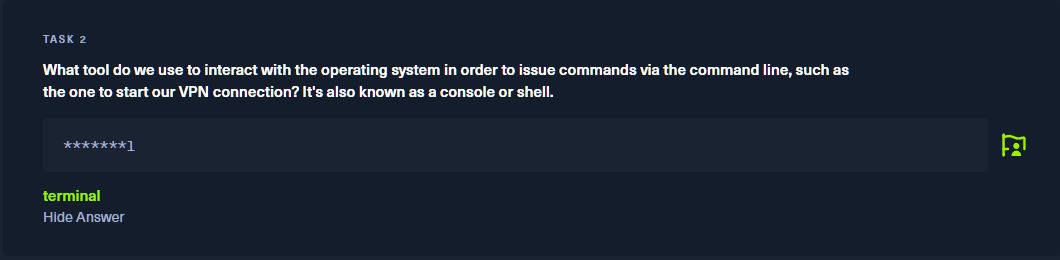 TASK 2
What tool do we use to interact with the operating system in order to issue commands via the command line, such as
the one to start our VPN connection? It's also known as a console or shell.
*******l
terminal
Hide Answer